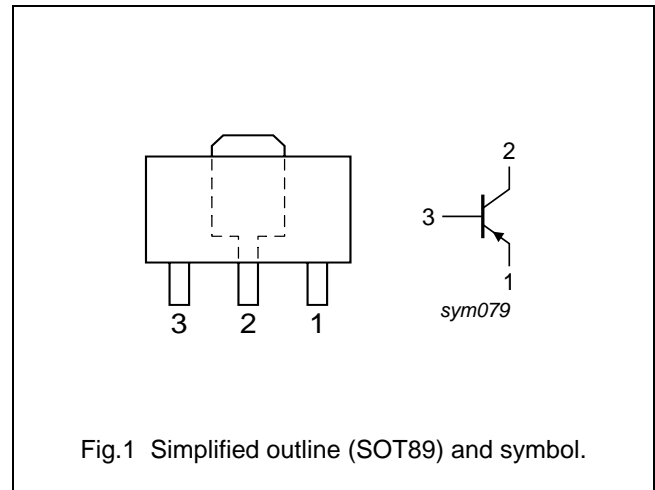 3 2 1
2
3
1
sym079
Fig.1 Simplified outline (SOT89) and symbol.